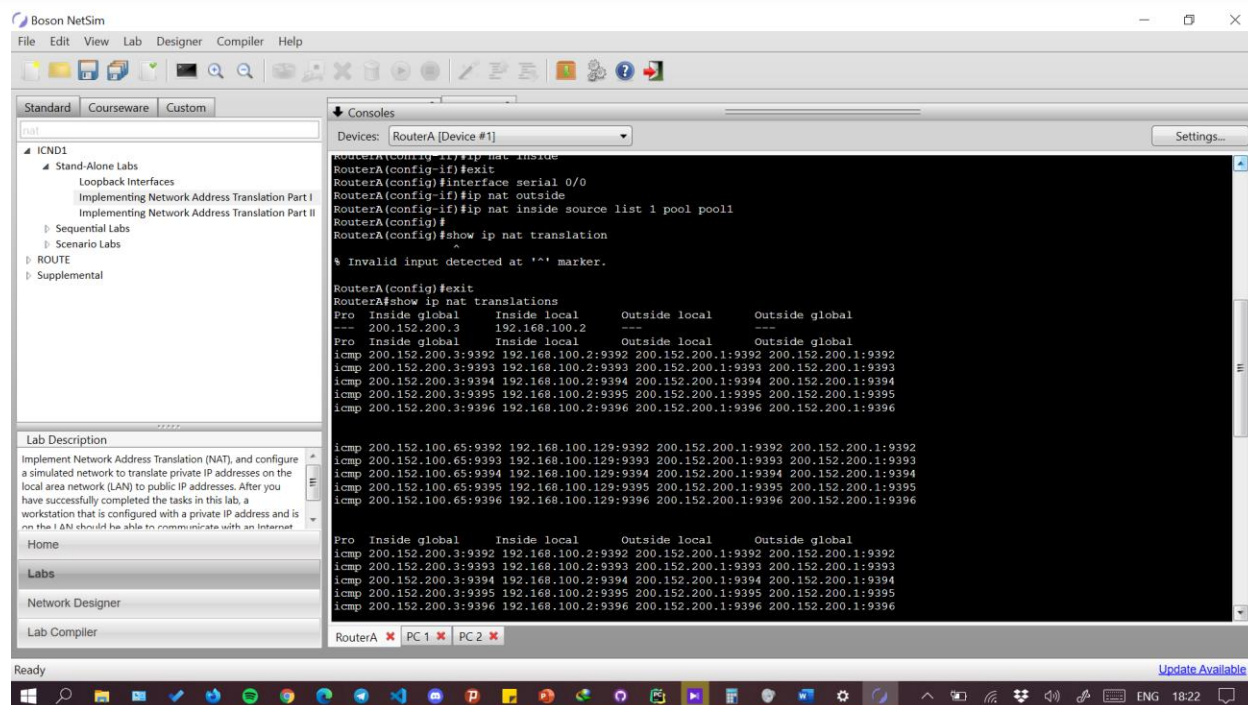 Boson NetSim
File Edit View Lab Designer Compiler Help
Standard Courseware Custom
nat
ICND1
Stand-Alone Labs
Loopback Interfaces
Implementing Network Address Translation Part I
Implementing Network Address Translation Part II
Sequential Labs
Scenario Labs
ROUTE
Supplemental
Lab Description
Implement Network Address Translation (NAT), and configure
a simulated network to translate private IP addresses on the
local area network (LAN) to public IP addresses. After you
have successfully completed the tasks in this lab, a
workstation that is configured with a private IP address and is
on the LAN should be able to communicate with an Internet
Home
Labs
Network Designer
Lab Compiler
Consoles
Devices: RouterA [Device #1]
Settings...
RouterA(config-if)#ip nat inside
RouterA(config-if)#exit
RouterA(config)#interface serial 0/0
RouterA(config-if)#ip nat outside
RouterA(config-if)#ip nat inside source list 1 pool pool1
RouterA(config)#
RouterA(config)#show ip nat translation
^
% Invalid input detected at '^' marker.
RouterA(config)#exit
RouterA#show ip nat translations
Pro Inside global Inside local Outside local Outside global
--- 200.152.200.3 192.168.100.2 --- ---
Pro Inside global Inside local Outside local Outside global
icmp 200.152.200.3:9392 192.168.100.2:9392 200.152.200.1:9392 200.152.200.1:9392
icmp 200.152.200.3:9393 192.168.100.2:9393 200.152.200.1:9393 200.152.200.1:9393
icmp 200.152.200.3:9394 192.168.100.2:9394 200.152.200.1:9394 200.152.200.1:9394
icmp 200.152.200.3:9395 192.168.100.2:9395 200.152.200.1:9395 200.152.200.1:9395
icmp 200.152.200.3:9396 192.168.100.2:9396 200.152.200.1:9396 200.152.200.1:9396
icmp 200.152.100.65:9392 192.168.100.129:9392 200.152.200.1:9392 200.152.200.1:9392
icmp 200.152.100.65:9393 192.168.100.129:9393 200.152.200.1:9393 200.152.200.1:9393
icmp 200.152.100.65:9394 192.168.100.129:9394 200.152.200.1:9394 200.152.200.1:9394
icmp 200.152.100.65:9395 192.168.100.129:9395 200.152.200.1:9395 200.152.200.1:9395
icmp 200.152.100.65:9396 192.168.100.129:9396 200.152.200.1:9396 200.152.200.1:9396
Pro Inside global Inside local Outside local Outside global
icmp 200.152.200.3:9392 192.168.100.2:9392 200.152.200.1:9392 200.152.200.1:9392
icmp 200.152.200.3:9393 192.168.100.2:9393 200.152.200.1:9393 200.152.200.1:9393
icmp 200.152.200.3:9394 192.168.100.2:9394 200.152.200.1:9394 200.152.200.1:9394
icmp 200.152.200.3:9395 192.168.100.2:9395 200.152.200.1:9395 200.152.200.1:9395
icmp 200.152.200.3:9396 192.168.100.2:9396 200.152.200.1:9396 200.152.200.1:9396
RouterA PC 1 PC 2
Ready
Update Available
ENG 18:22